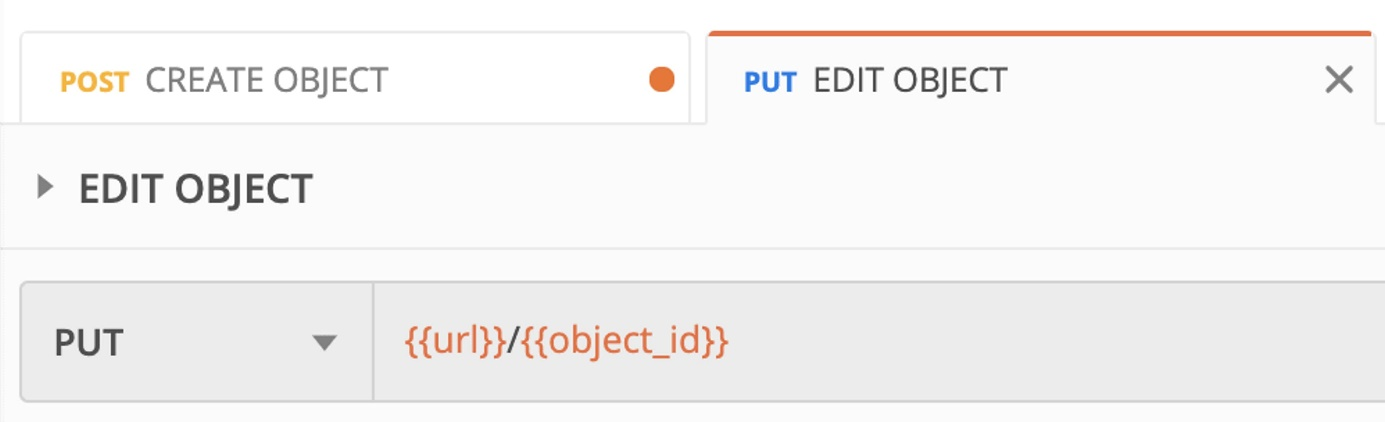 POST CREATE OBJECT
PUT EDIT OBJECT
EDIT OBJECT
PUT
{{url}}/{{object_id}}